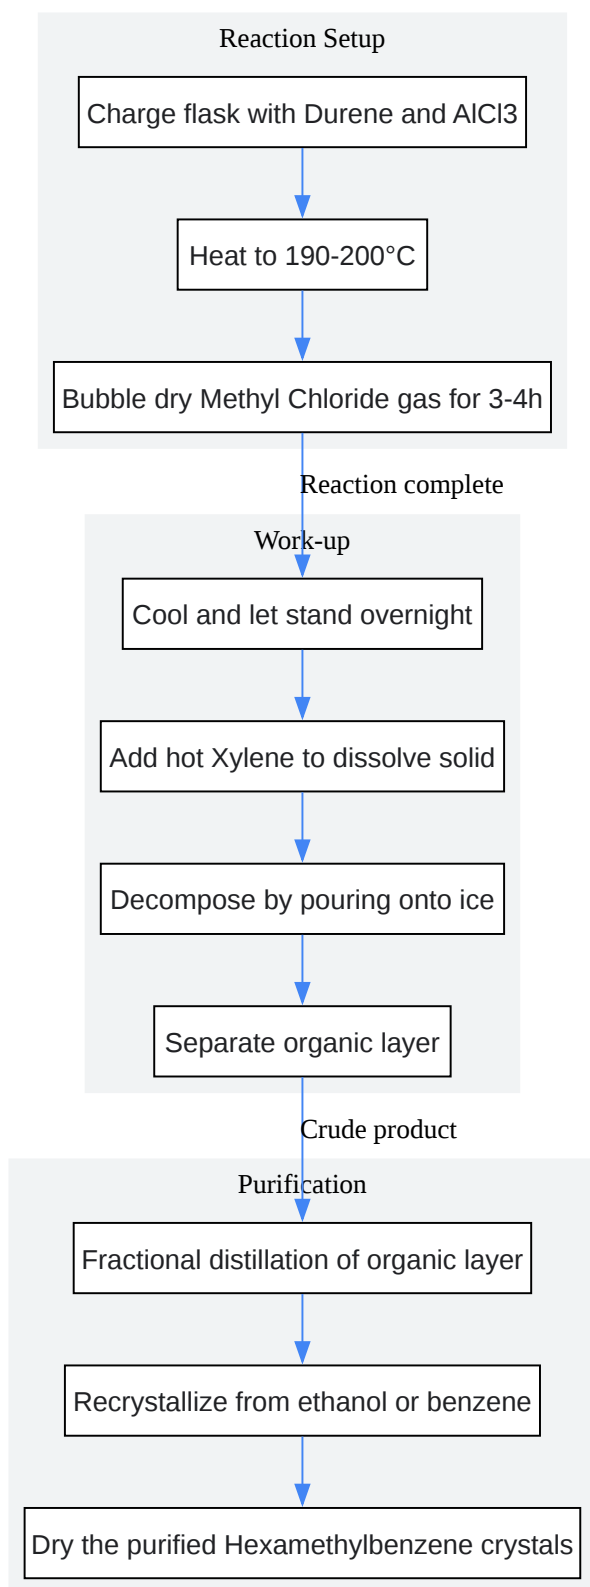 Reaction Setup
Charge flask with Durene and AlCl3
Heat to 190-200°C
Bubble dry Methyl Chloride gas for 3-4h
Reaction complete
Work-up
Cool and let stand overnight
Add hot Xylene to dissolve solid
Decompose by pouring onto ice
Separate organic layer
Crude product
Purification
Fractional distillation of organic layer
Recrystallize from ethanol or benzene
Dry the purified Hexamethylbenzene crystals